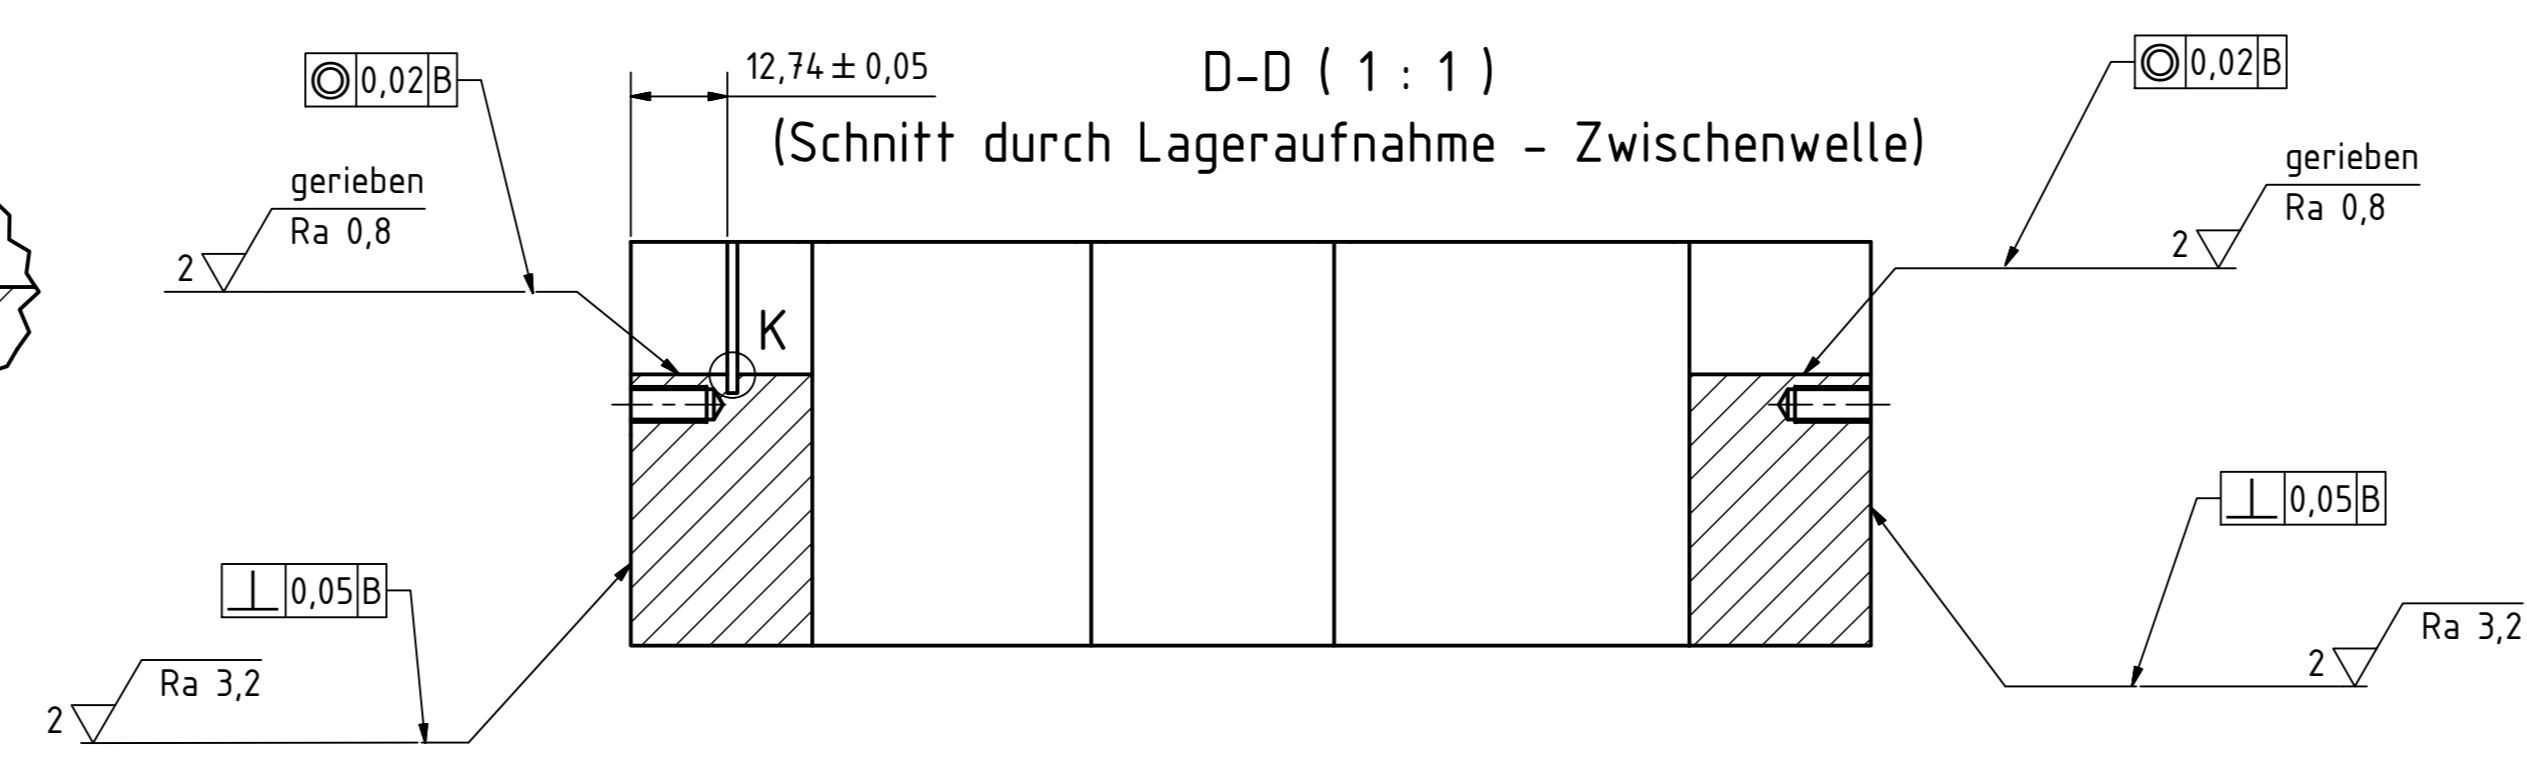 D-D ( 1 : 1 )
(Schnitt durch Lageraufnahme - Zwischenwelle)
12,74 ± 0,05
◎ 0,02 B
gerieben
Ra 0,8
2
K
⊥ 0,05 B
Ra 3,2
2
◎ 0,02 B
gerieben
Ra 0,8
2
⊥ 0,05 B
Ra 3,2
2